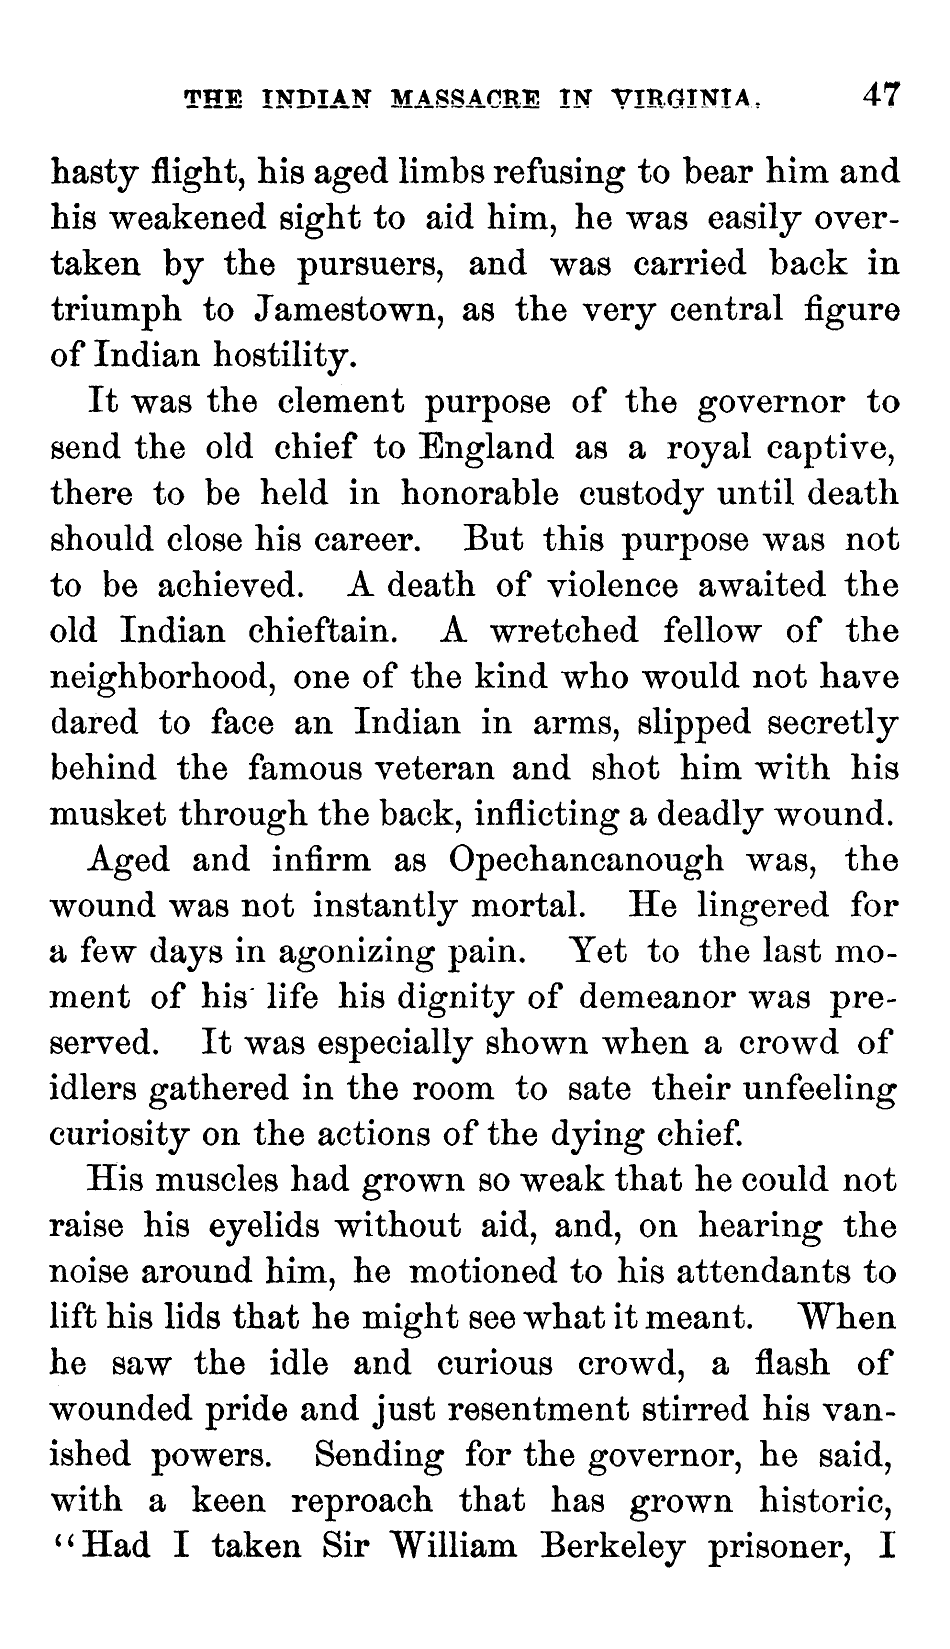 THE INDIAN MASSACRE IN VIRGINIA. 47
hasty flight, his aged limbs refusing to bear him and
his weakened sight to aid him, he was easily over-
taken by the pursuers, and was carried back in
triumph to Jamestown, as the very central figure
of Indian hostility.
It was the clement purpose of the governor to
send the old chief to England as a royal captive,
there to be held in honorable custody until death
should close his career. But this purpose was not
to be achieved. A death of violence awaited the
old Indian chieftain. A wretched fellow of the
neighborhood, one of the kind who would not have
dared to face an Indian in arms, slipped secretly
behind the famous veteran and shot him with his
musket through the back, inflicting a deadly wound.
Aged and infirm as Opechancanough was, the
wound was not instantly mortal. He lingered for
a few days in agonizing pain. Yet to the last mo-
ment of his life his dignity of demeanor was pre-
served. It was especially shown when a crowd of
idlers gathered in the room to sate their unfeeling
curiosity on the actions of the dying chief.
His muscles had grown so weak that he could not
raise his eyelids without aid, and, on hearing the
noise around him, he motioned to his attendants to
lift his lids that he might see what it meant. When
he saw the idle and curious crowd, a flash of
wounded pride and just resentment stirred his van-
ished powers. Sending for the governor, he said,
with a keen reproach that has grown historic,
“Had I taken Sir William Berkeley prisoner, I